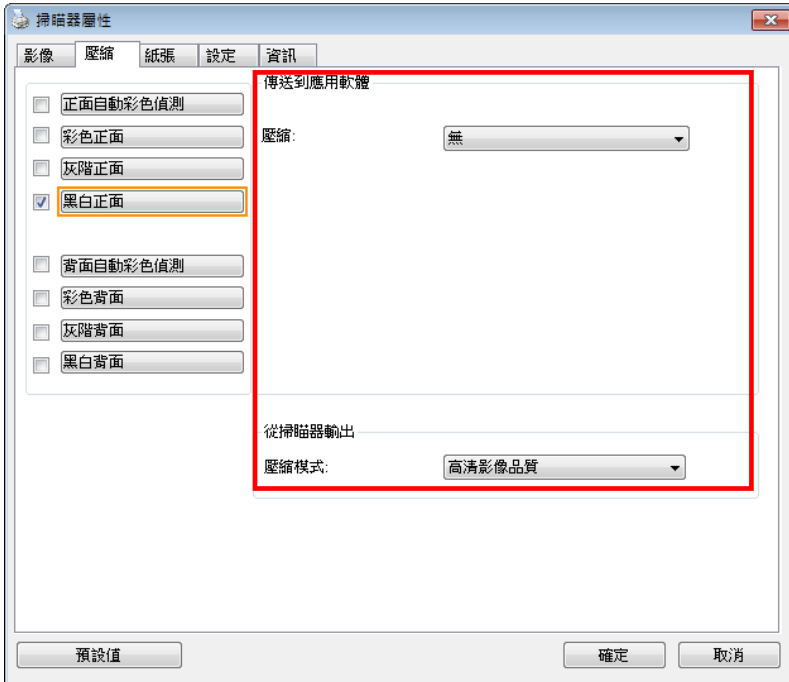 掃瞄器屬性
影像 壓縮 紙張 設定 資訊
正面自動彩色偵測
彩色正面
灰階正面
黑白正面
背面自動彩色偵測
彩色背面
灰階背面
黑白背面
傳送到應用軟體
壓縮: 無
從掃瞄器輸出
壓縮模式: 高清影像品質
預設值 確定 取消